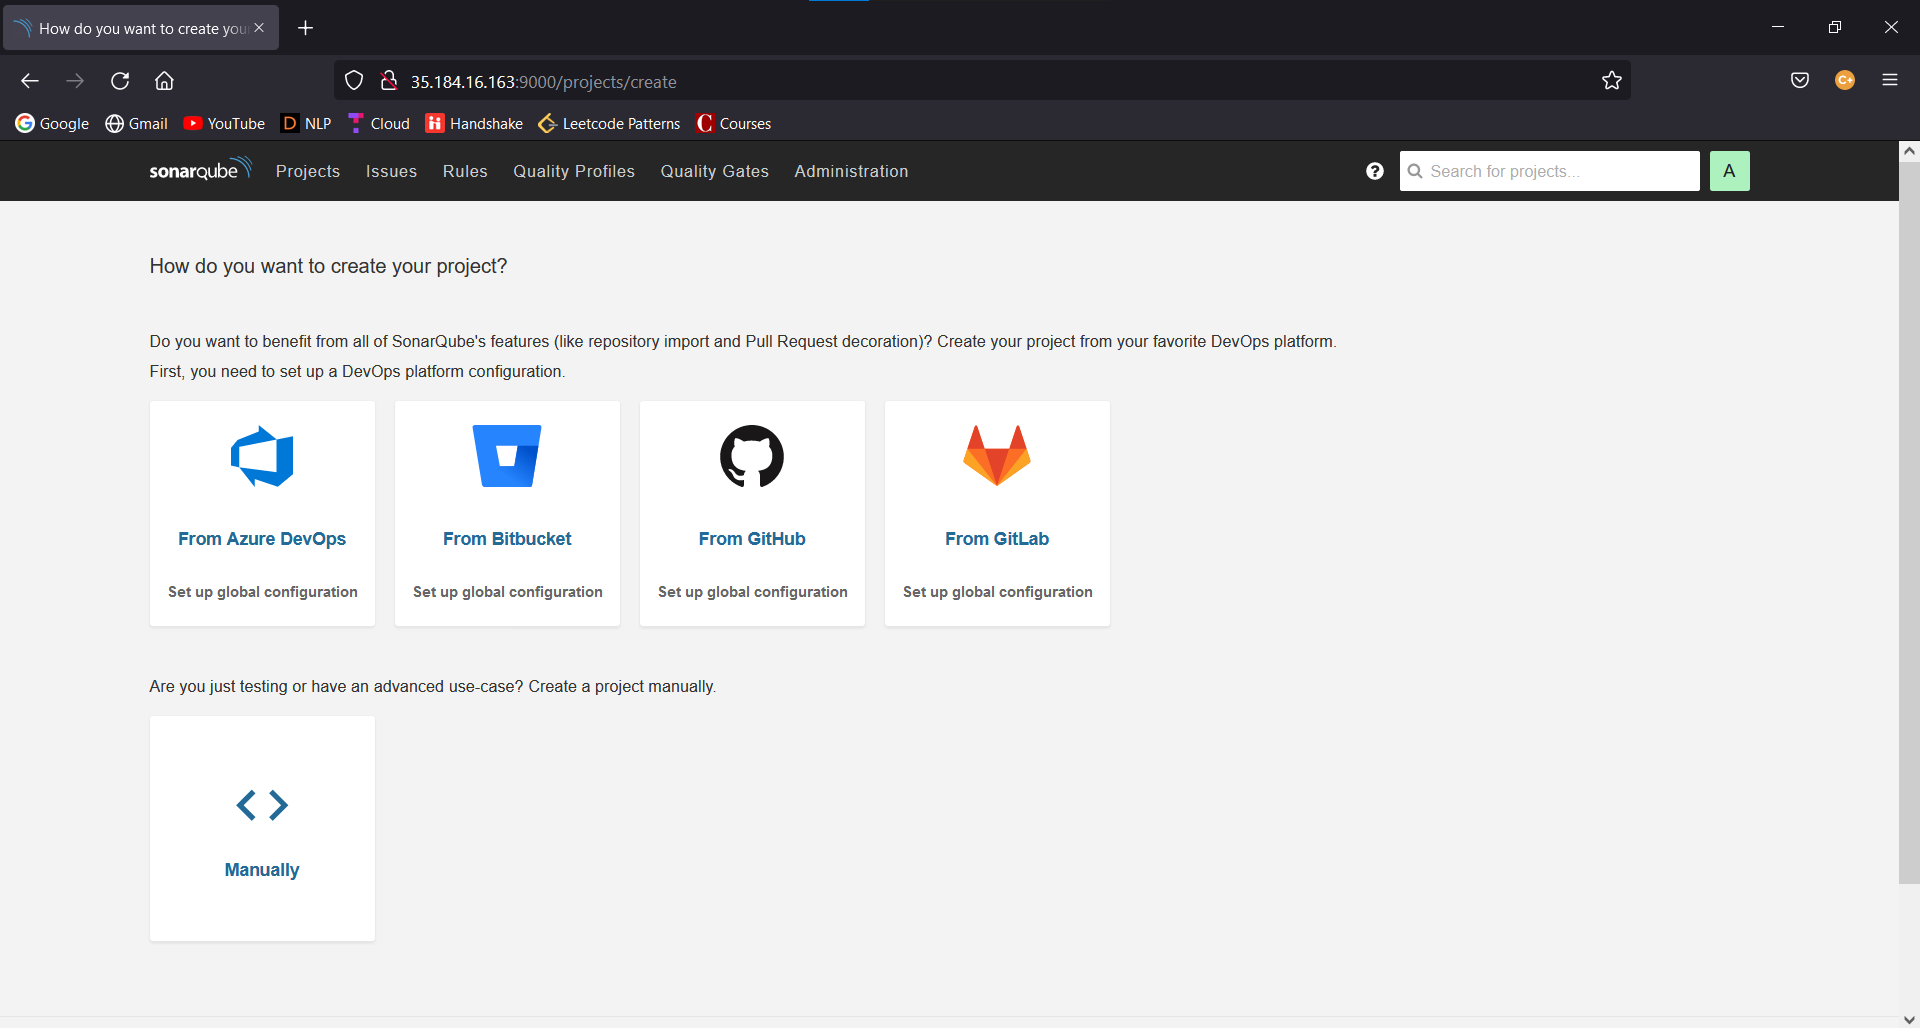 How do you want to create you
35.184.16.163:9000/projects/create
C+
Google Gmail YouTube D NLP Cloud Handshake Leetcode Patterns C Courses
sonarqube Projects Issues Rules Quality Profiles Quality Gates Administration ? Search for projects... A
How do you want to create your project?
Do you want to benefit from all of SonarQube's features (like repository import and Pull Request decoration)? Create your project from your favorite DevOps platform.
First, you need to set up a DevOps platform configuration.
From Azure DevOps
Set up global configuration
From Bitbucket
Set up global configuration
From GitHub
Set up global configuration
From GitLab
Set up global configuration
Are you just testing or have an advanced use-case? Create a project manually.
Manually